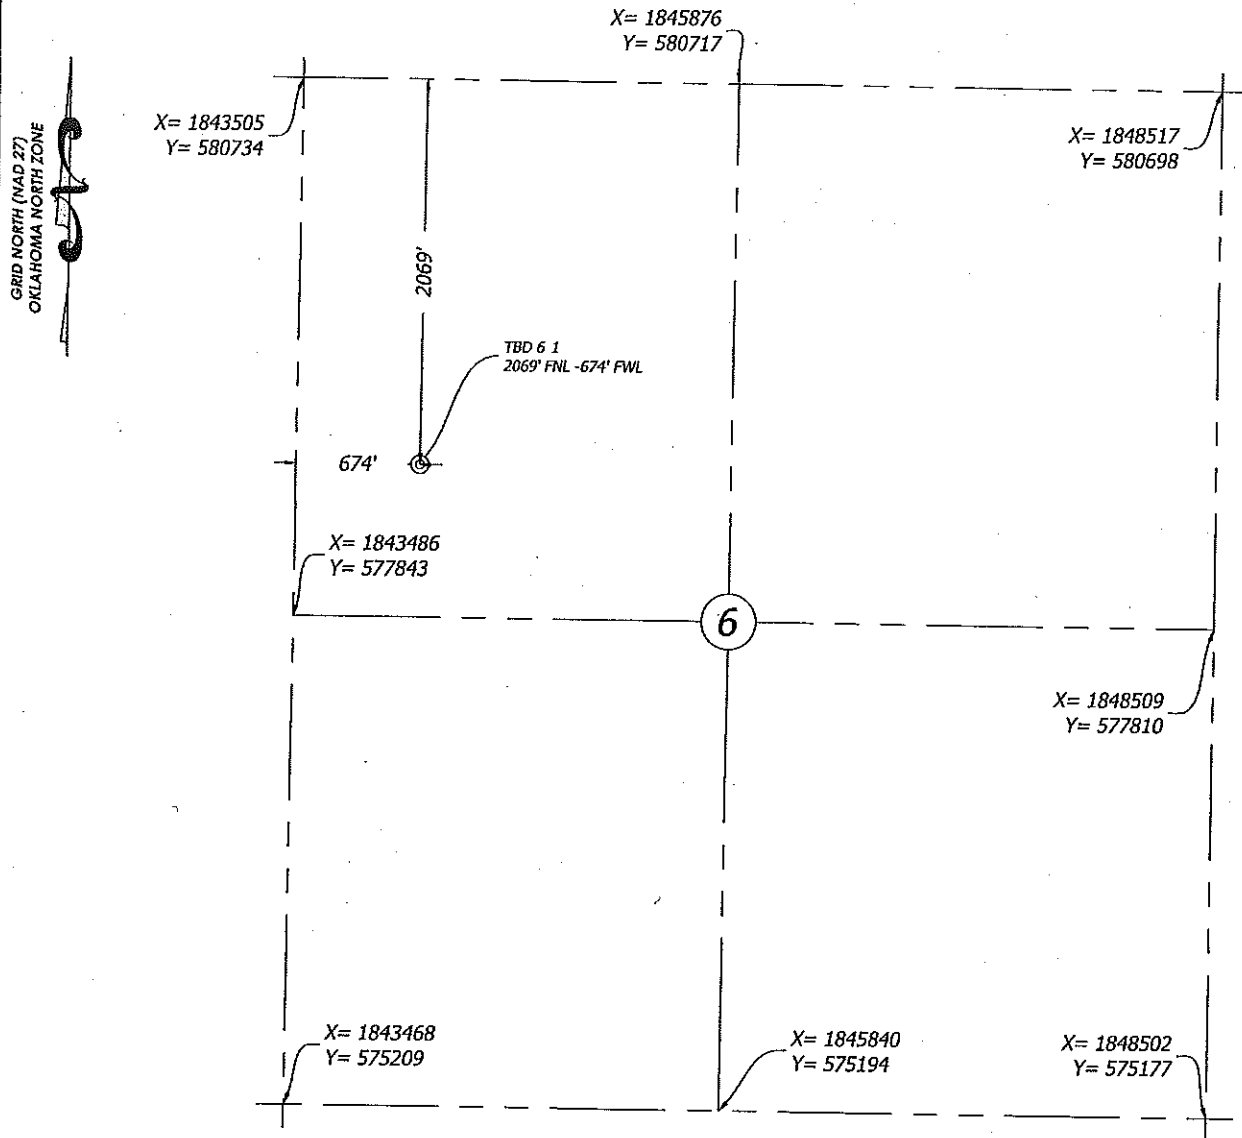 X= 1845876
Y= 580717
GRID NORTH (NAD 27)
OKLAHOMA NORTH ZONE
X= 1843505
Y= 580734
X= 1848517
Y= 580698
2069'
TBD 6 1
2069' FNL -674' FWL
674'
X= 1843486
Y= 577843
6
X= 1848509
Y= 577810
X= 1843468
Y= 575209
X= 1845840
Y= 575194
X= 1848502
Y= 575177